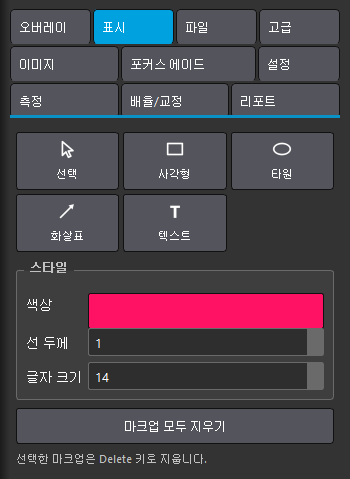 오버레이 표시 파일 고급
이미지 포커스 에이드 설정
측정 배율/교정 리포트
선택 사각형 타원
화살표 텍스트
스타일
색상
선 두께 1
글자 크기 14
마크업 모두 지우기
선택한 마크업은 Delete 키로 지웁니다.